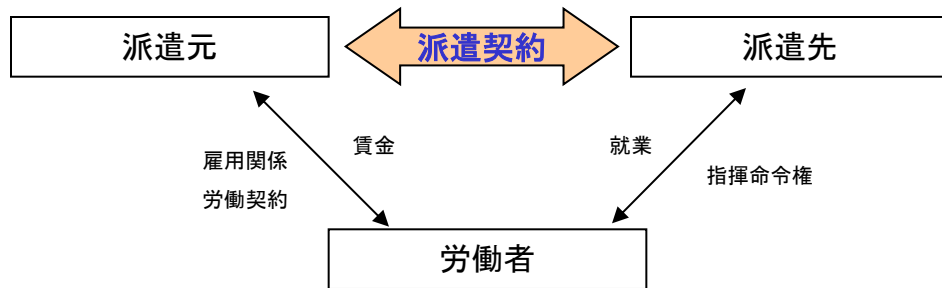 派遣元
派遣契約
派遣先
賃金
就業
雇用関係
労働契約
指揮命令権
労働者